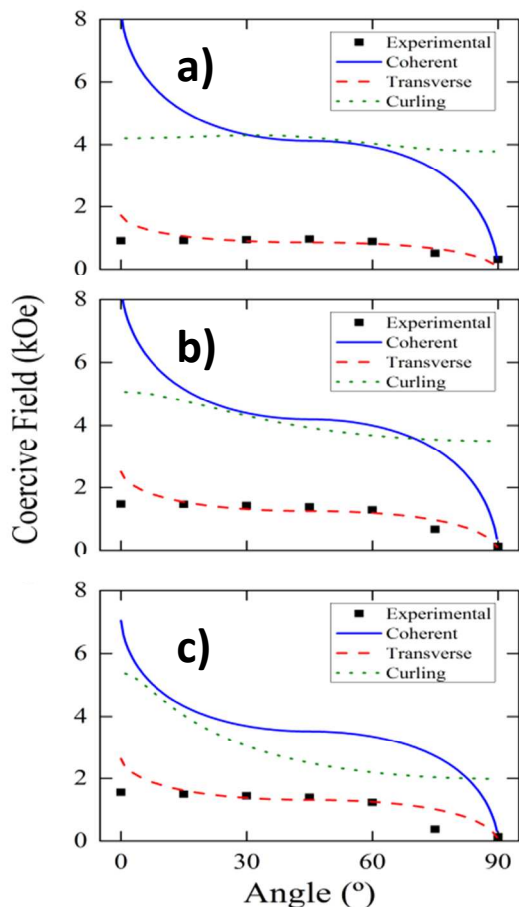 Coercive Field (kOe)
a)
Experimental
Coherent
Transverse
Curling
8
6
4
2
0
b)
Experimental
Coherent
Transverse
Curling
8
6
4
2
0
c)
Experimental
Coherent
Transverse
Curling
8
6
4
2
0
0 30 60 90
Angle (º)